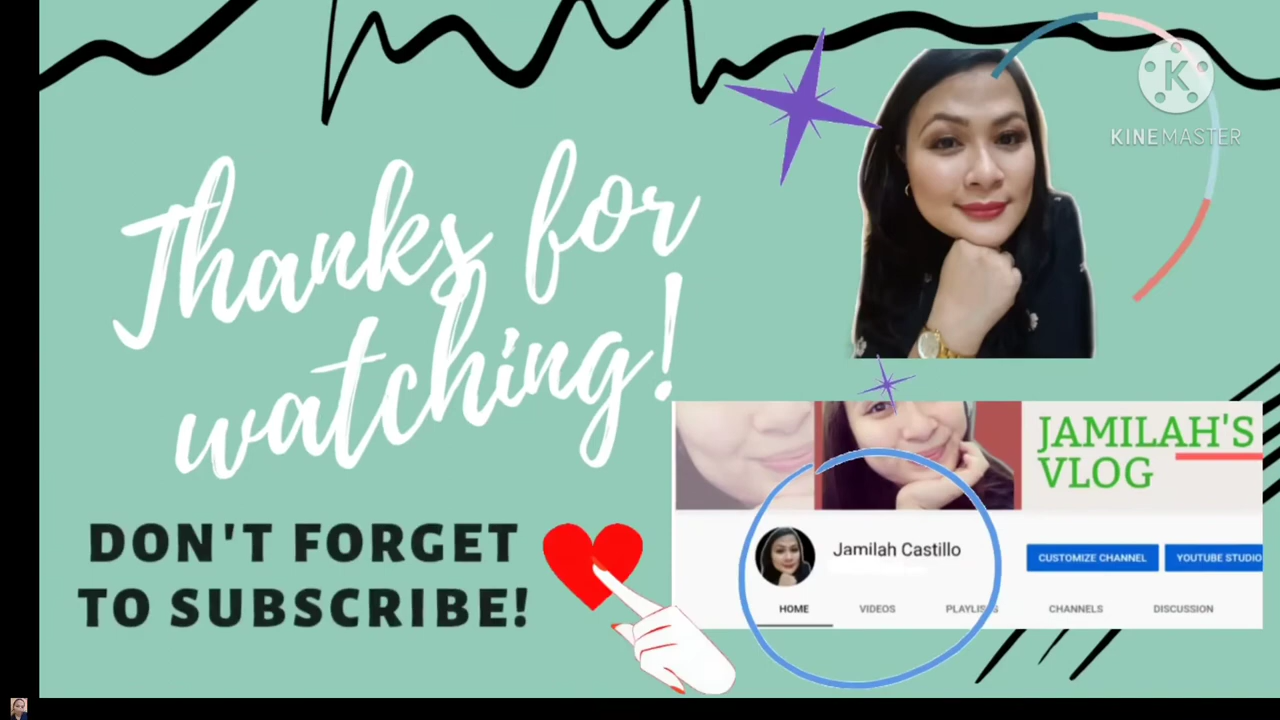 Thanks for
watching!
DON'T FORGET
TO SUBSCRIBE!
K
KINEMASTER
JAMILAH'S
VLOG
Jamilah Castillo
CUSTOMIZE CHANNEL
YOUTUBE STUDIO
HOME
VIDEOS
PLAYLISTS
CHANNELS
DISCUSSION